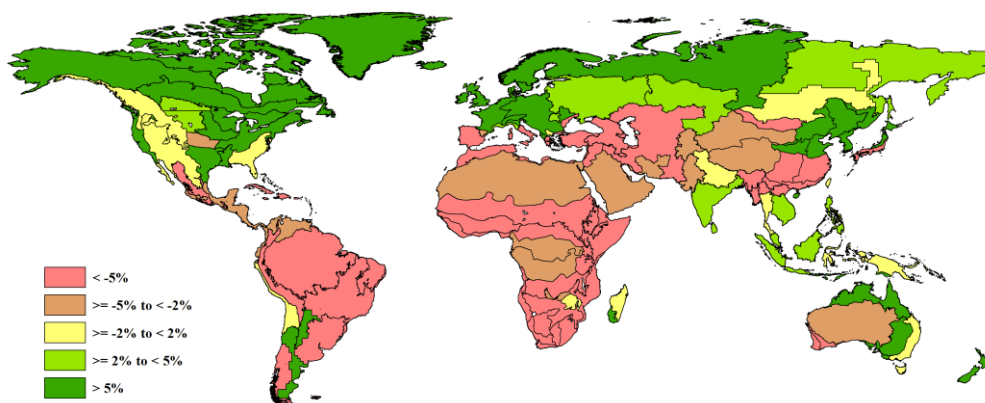 < -5%
>= -5% to < -2%
>= -2% to < 2%
>= 2% to < 5%
> 5%